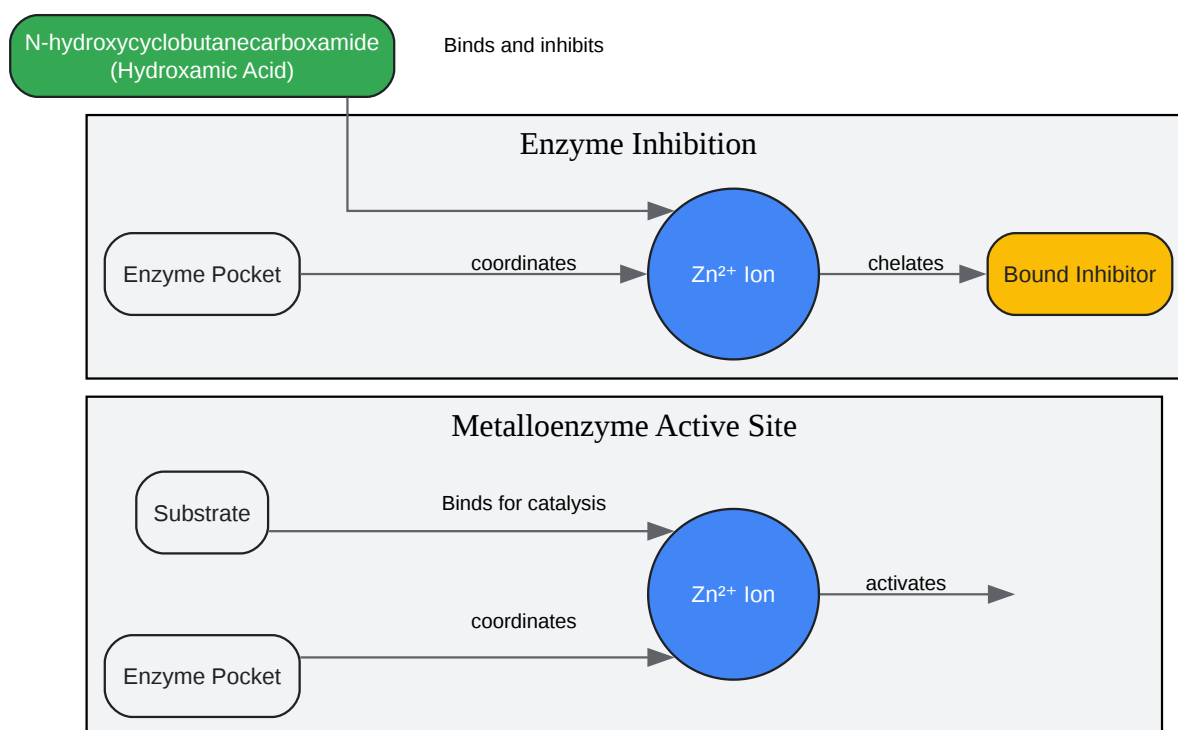 N-hydroxycyclobutanecarboxamide
(Hydroxamic Acid)
Binds and inhibits
Enzyme Inhibition
Enzyme Pocket
coordinates
Zn²⁺ Ion
chelates
Bound Inhibitor
Metalloenzyme Active Site
Substrate
Binds for catalysis
Zn²⁺ Ion
activates
coordinates
Enzyme Pocket